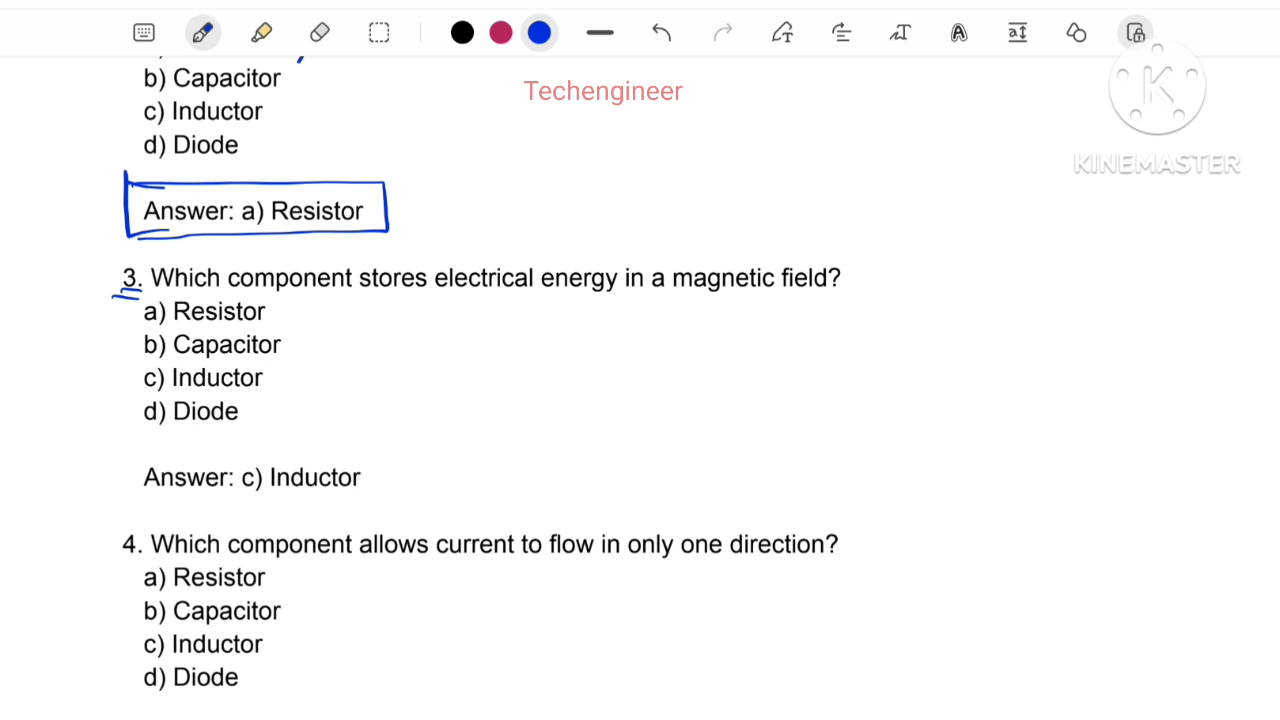 b) Capacitor
Techengineer
c) Inductor
d) Diode
K
KINEMASTER
Answer: a) Resistor
3. Which component stores electrical energy in a magnetic field?
a) Resistor
b) Capacitor
c) Inductor
d) Diode
Answer: c) Inductor
4. Which component allows current to flow in only one direction?
a) Resistor
b) Capacitor
c) Inductor
d) Diode